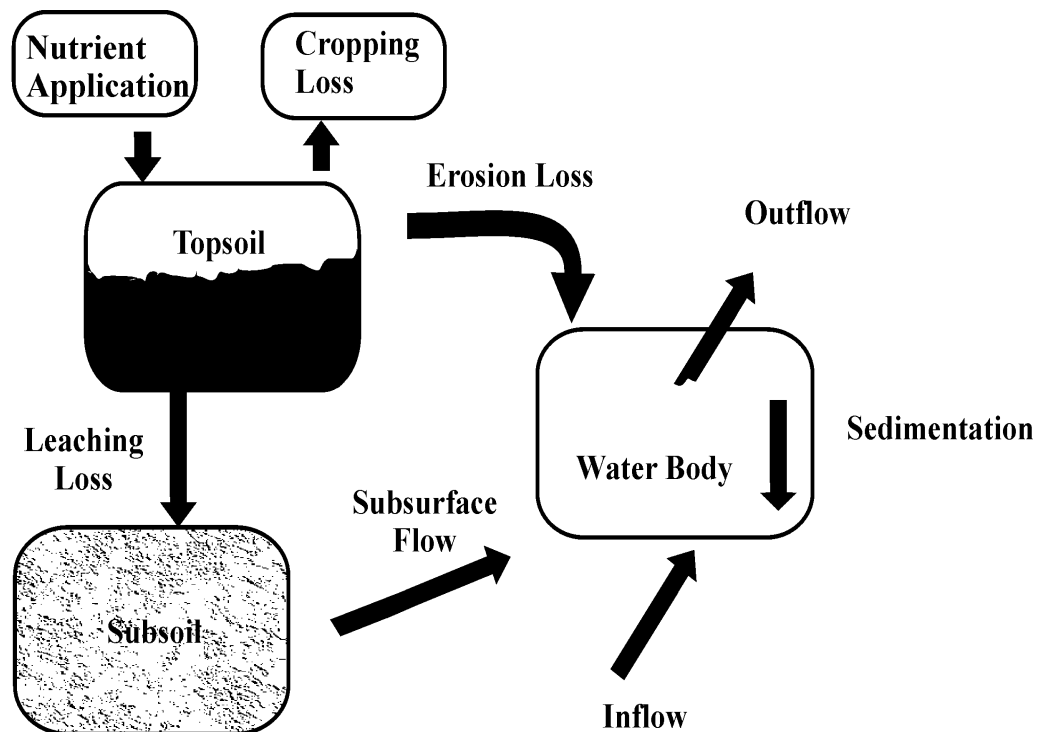 Nutrient
Application
Cropping
Loss
Erosion Loss
Outflow
Topsoil
Leaching
Loss
Sedimentation
Water Body
Subsurface
Flow
Subsoil
Inflow